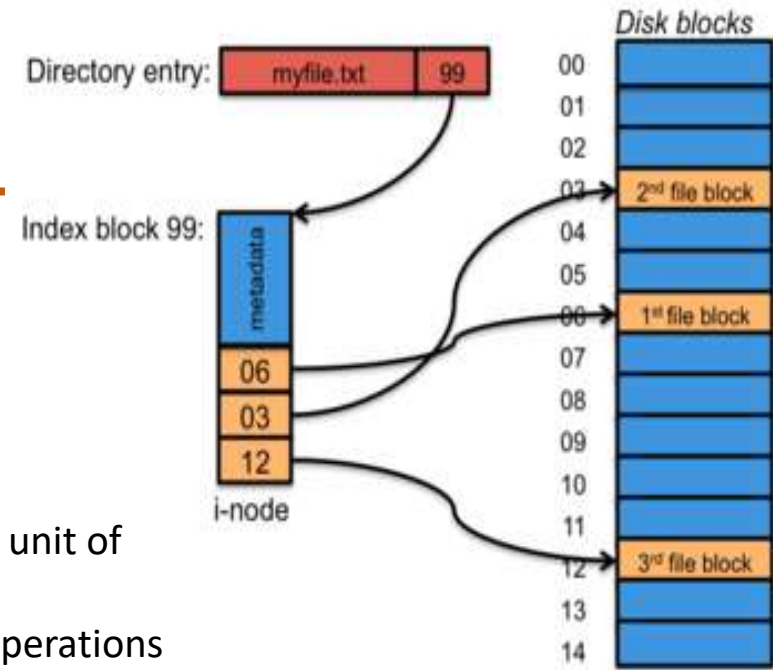 Disk blocks
Directory entry: myfile.txt 99
Index block 99:
metadata
06
03
12
i-node
00
01
02
03 2nd file block
04
05
06 1st file block
07
08
09
10
11
12 3rd file block
13
14
unit of
perations